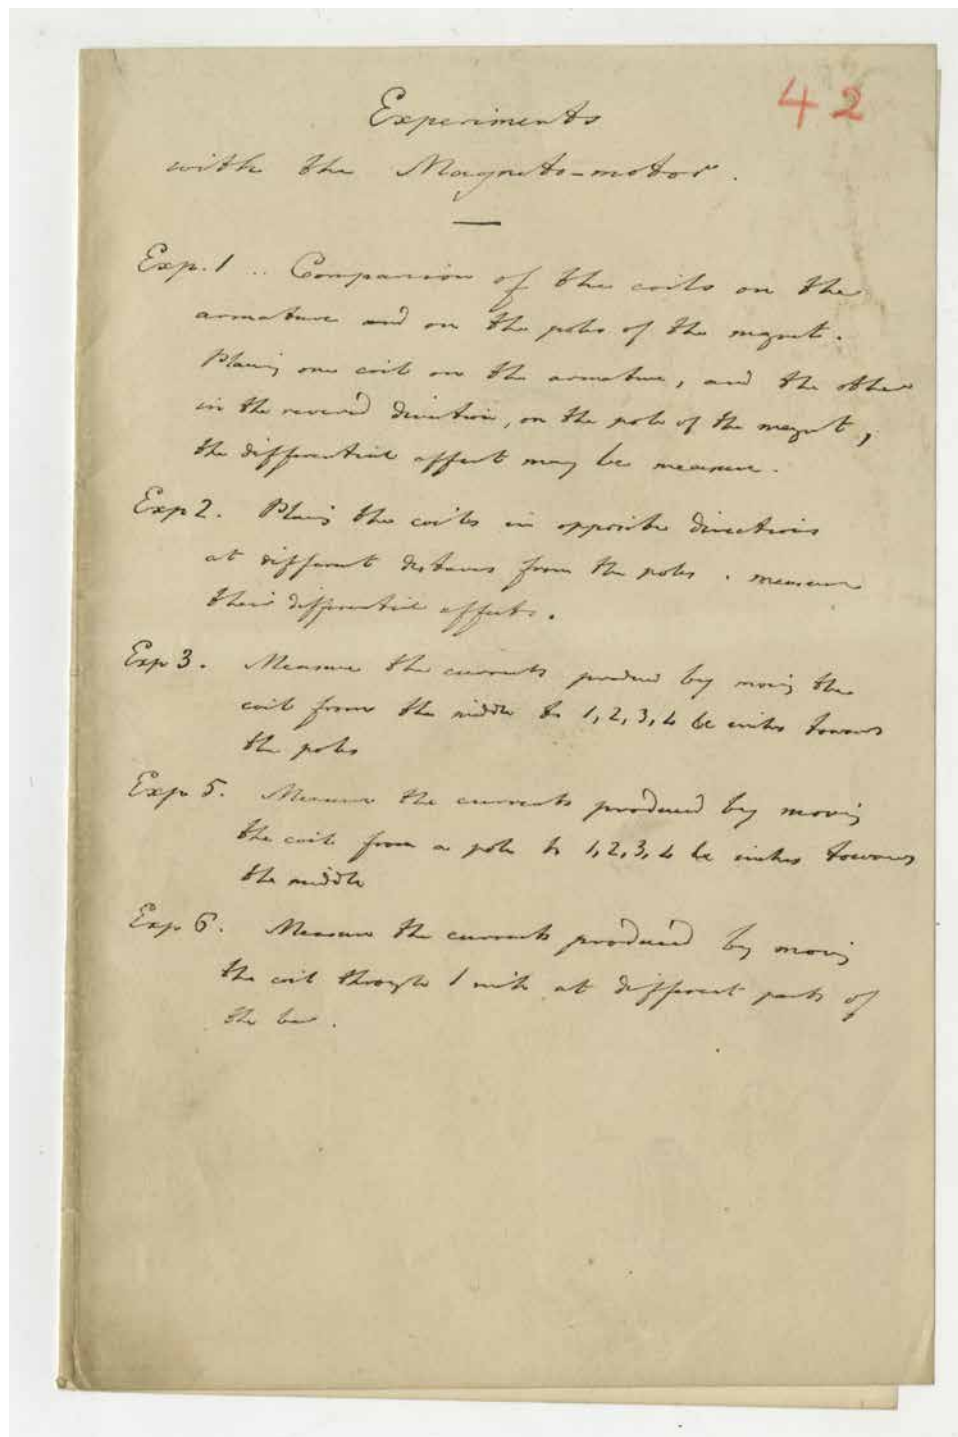 42
Experiments
with the Magneto-motor.
Exp. 1 .. Comparison of the coils on the
armature and on the poles of the magnet.
Placing one coil on the armature, and the other
in the reversed direction, on the pole of the magnet,
the differential effect may be measure.
Exp 2. Placing the coils in opposite directions
at different distances from the poles. measure
their differential effects.
Exp 3. Measure the currents produced by moving the
coil from the middle to 1, 2, 3, 4 &c inches towards
the poles
Exp 5. Measure the currents produced by moving
the coil from a pole to 1, 2, 3, 4 &c inches towards
the middle
Exp 6. Measure the currents produced by moving
the coil through 1 inch at different parts of
the bar.